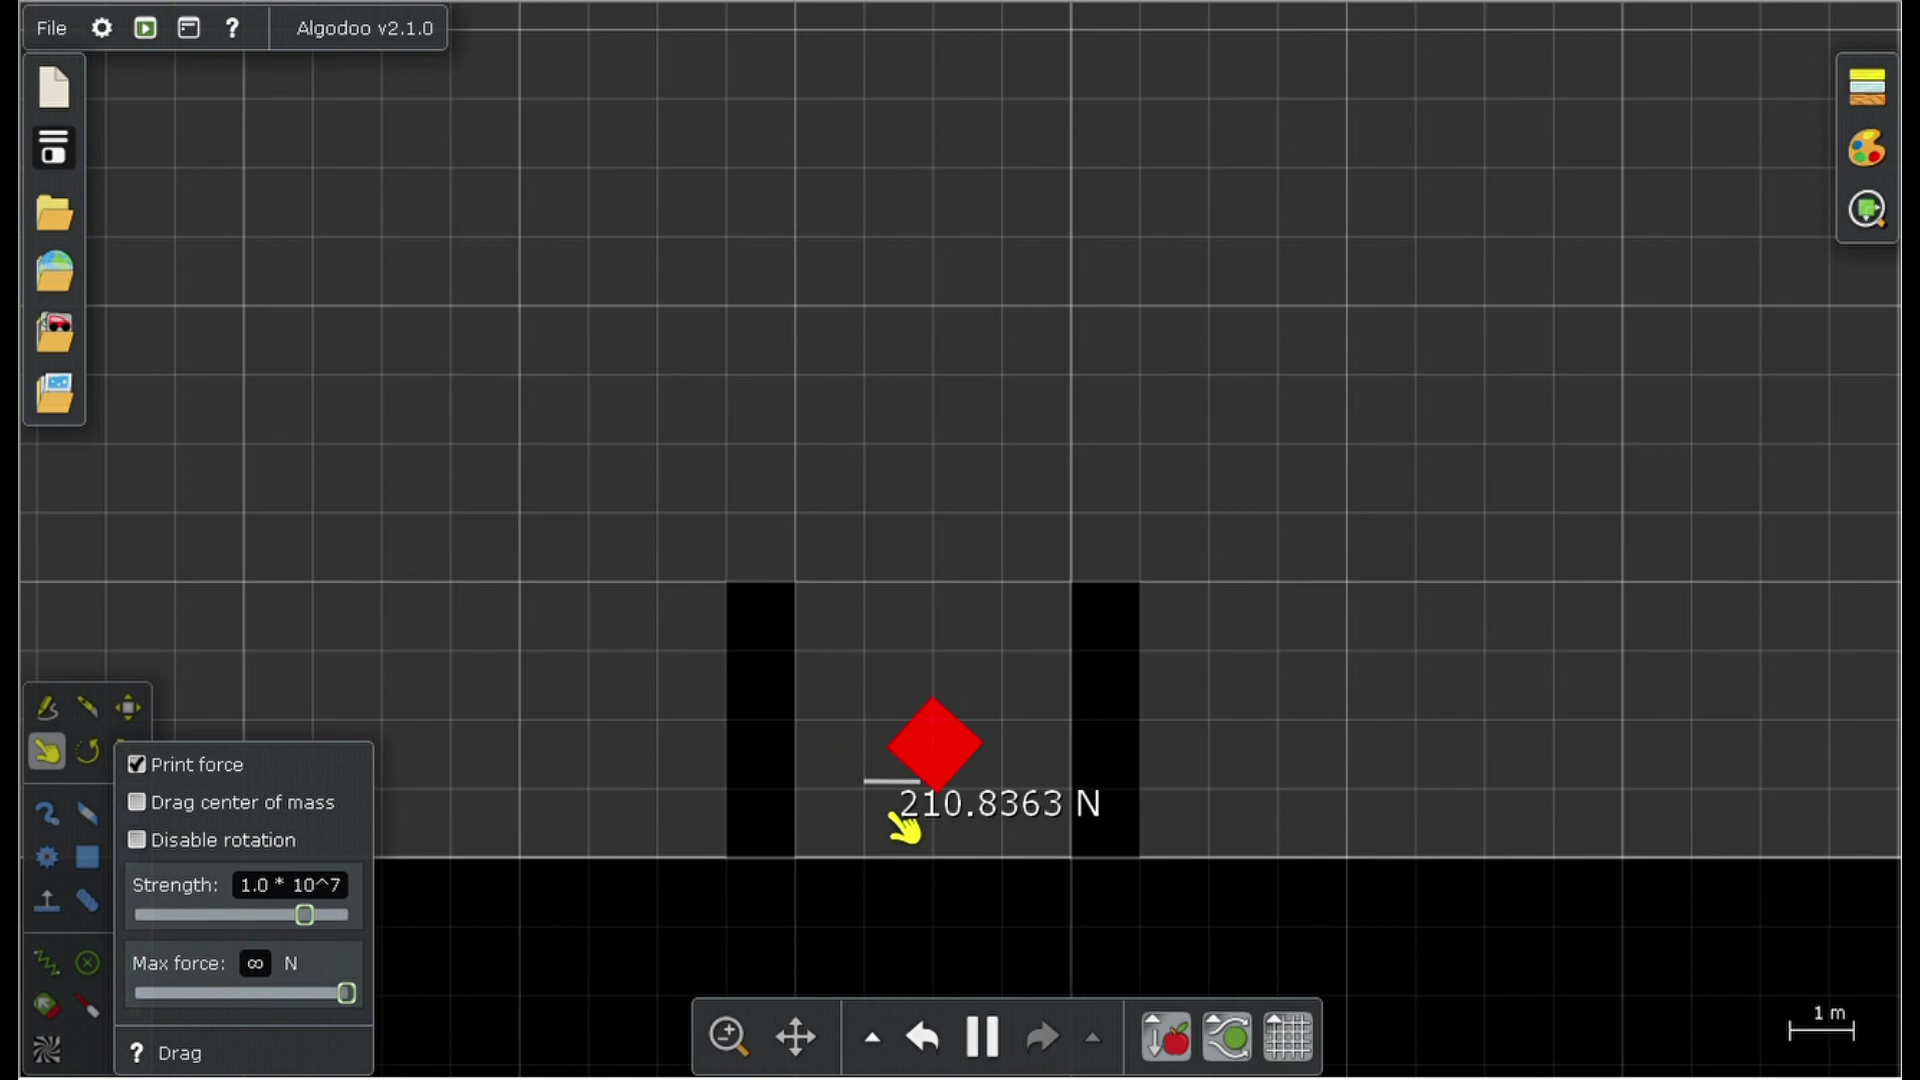 File ? Algodoo v2.1.0
210.8363 N
Print force
Drag center of mass
Disable rotation
Strength: 1.0 * 10^7
Max force: ∞ N
? Drag
1 m